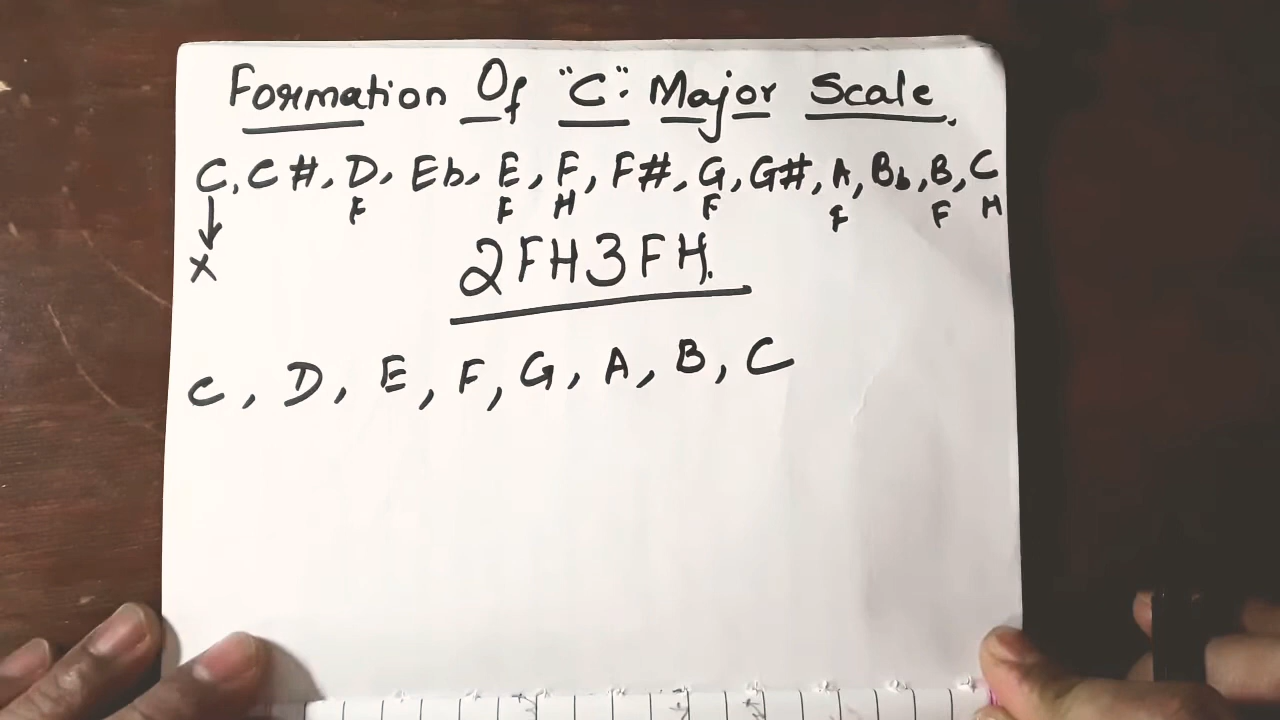 Formation Of "C": Major Scale.
C, C#, D, Eb, E, F, F#, G, G#, A, Bb, B, C
F F H F F F H
X
2FH3FH.
C, D, E, F, G, A, B, C